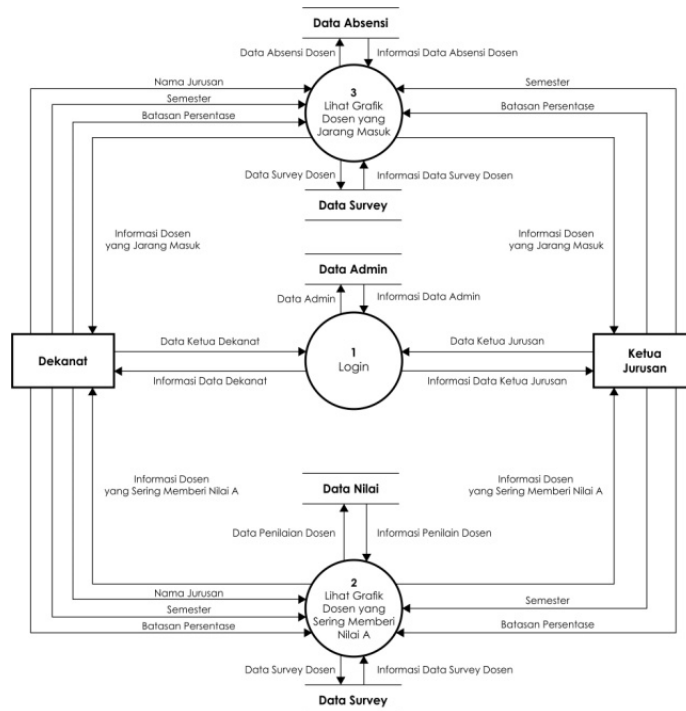 Data Absensi
Data Absensi Dosen
Informasi Data Absensi Dosen
Nama Jurusan
Semester
Batasan Persentase
3
Lihat Grafik
Dosen yang
Jarang Masuk
Semester
Batasan Persentase
Data Survey Dosen
Informasi Data Survey Dosen
Data Survey
Informasi Dosen
yang Jarang Masuk
Informasi Dosen
yang Jarang Masuk
Data Admin
Data Admin
Informasi Data Admin
Dekanat
Data Ketua Dekanat
Informasi Data Dekanat
1
Login
Data Ketua Jurusan
Informasi Data Ketua Jurusan
Ketua
Jurusan
Informasi Dosen
yang Sering Memberi Nilai A
Informasi Dosen
yang Sering Memberi Nilai A
Data Nilai
Data Penilaian Dosen
Informasi Penilain Dosen
Nama Jurusan
Semester
Batasan Persentase
2
Lihat Grafik
Dosen yang
Sering Memberi
Nilai A
Semester
Batasan Persentase
Data Survey Dosen
Informasi Data Survey Dosen
Data Survey